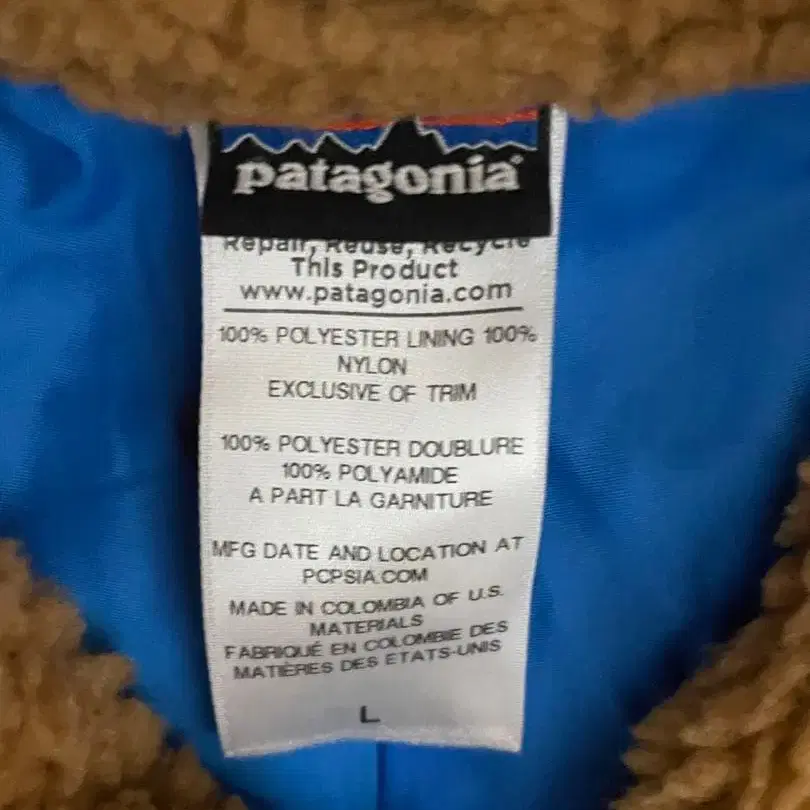 patagonia®
Repair, Reuse, Recycle
This Product
www.patagonia.com
100% POLYESTER LINING 100%
NYLON
EXCLUSIVE OF TRIM
100% POLYESTER DOUBLURE
100% POLYAMIDE
A PART LA GARNITURE
MFG DATE AND LOCATION AT
PCPSIA.COM
MADE IN COLOMBIA OF U.S.
MATERIALS
FABRIQUÉ EN COLOMBIE DES
MATIÈRES DES ETATS-UNIS
L